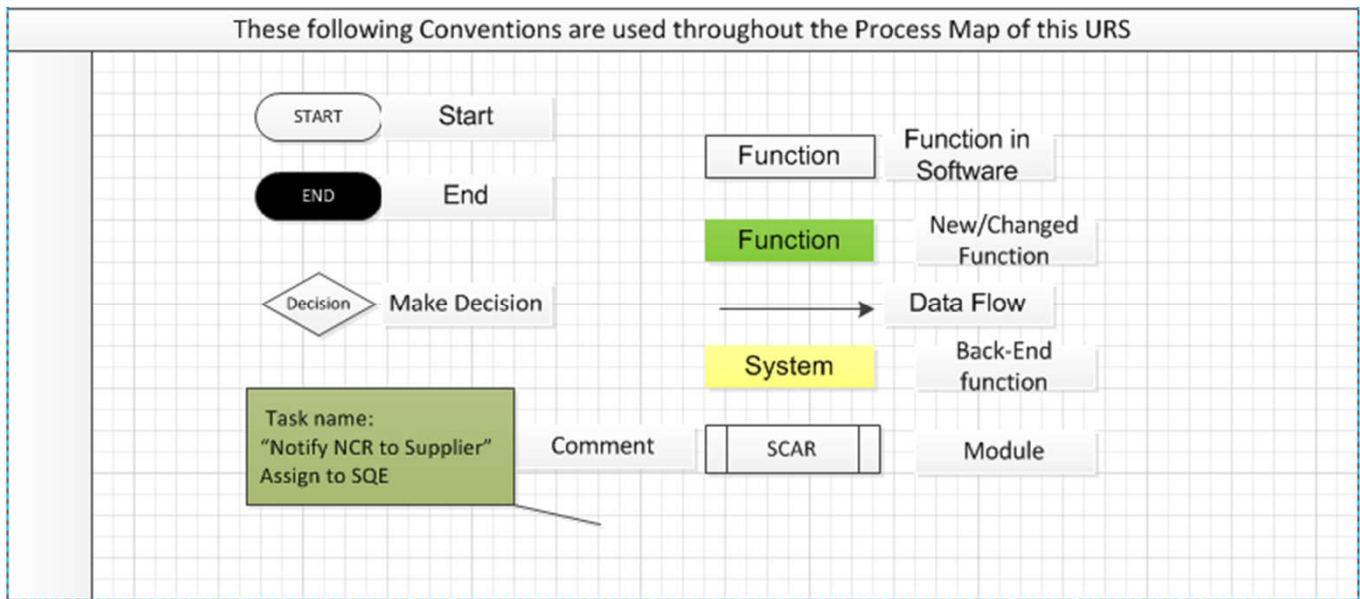 These following Conventions are used throughout the Process Map of this URS
START
Start
END
End
Decision
Make Decision
Task name:
“Notify NCR to Supplier”
Assign to SQE
Comment
Function
Function in
Software
Function
New/Changed
Function
Data Flow
System
Back-End
function
SCAR
Module